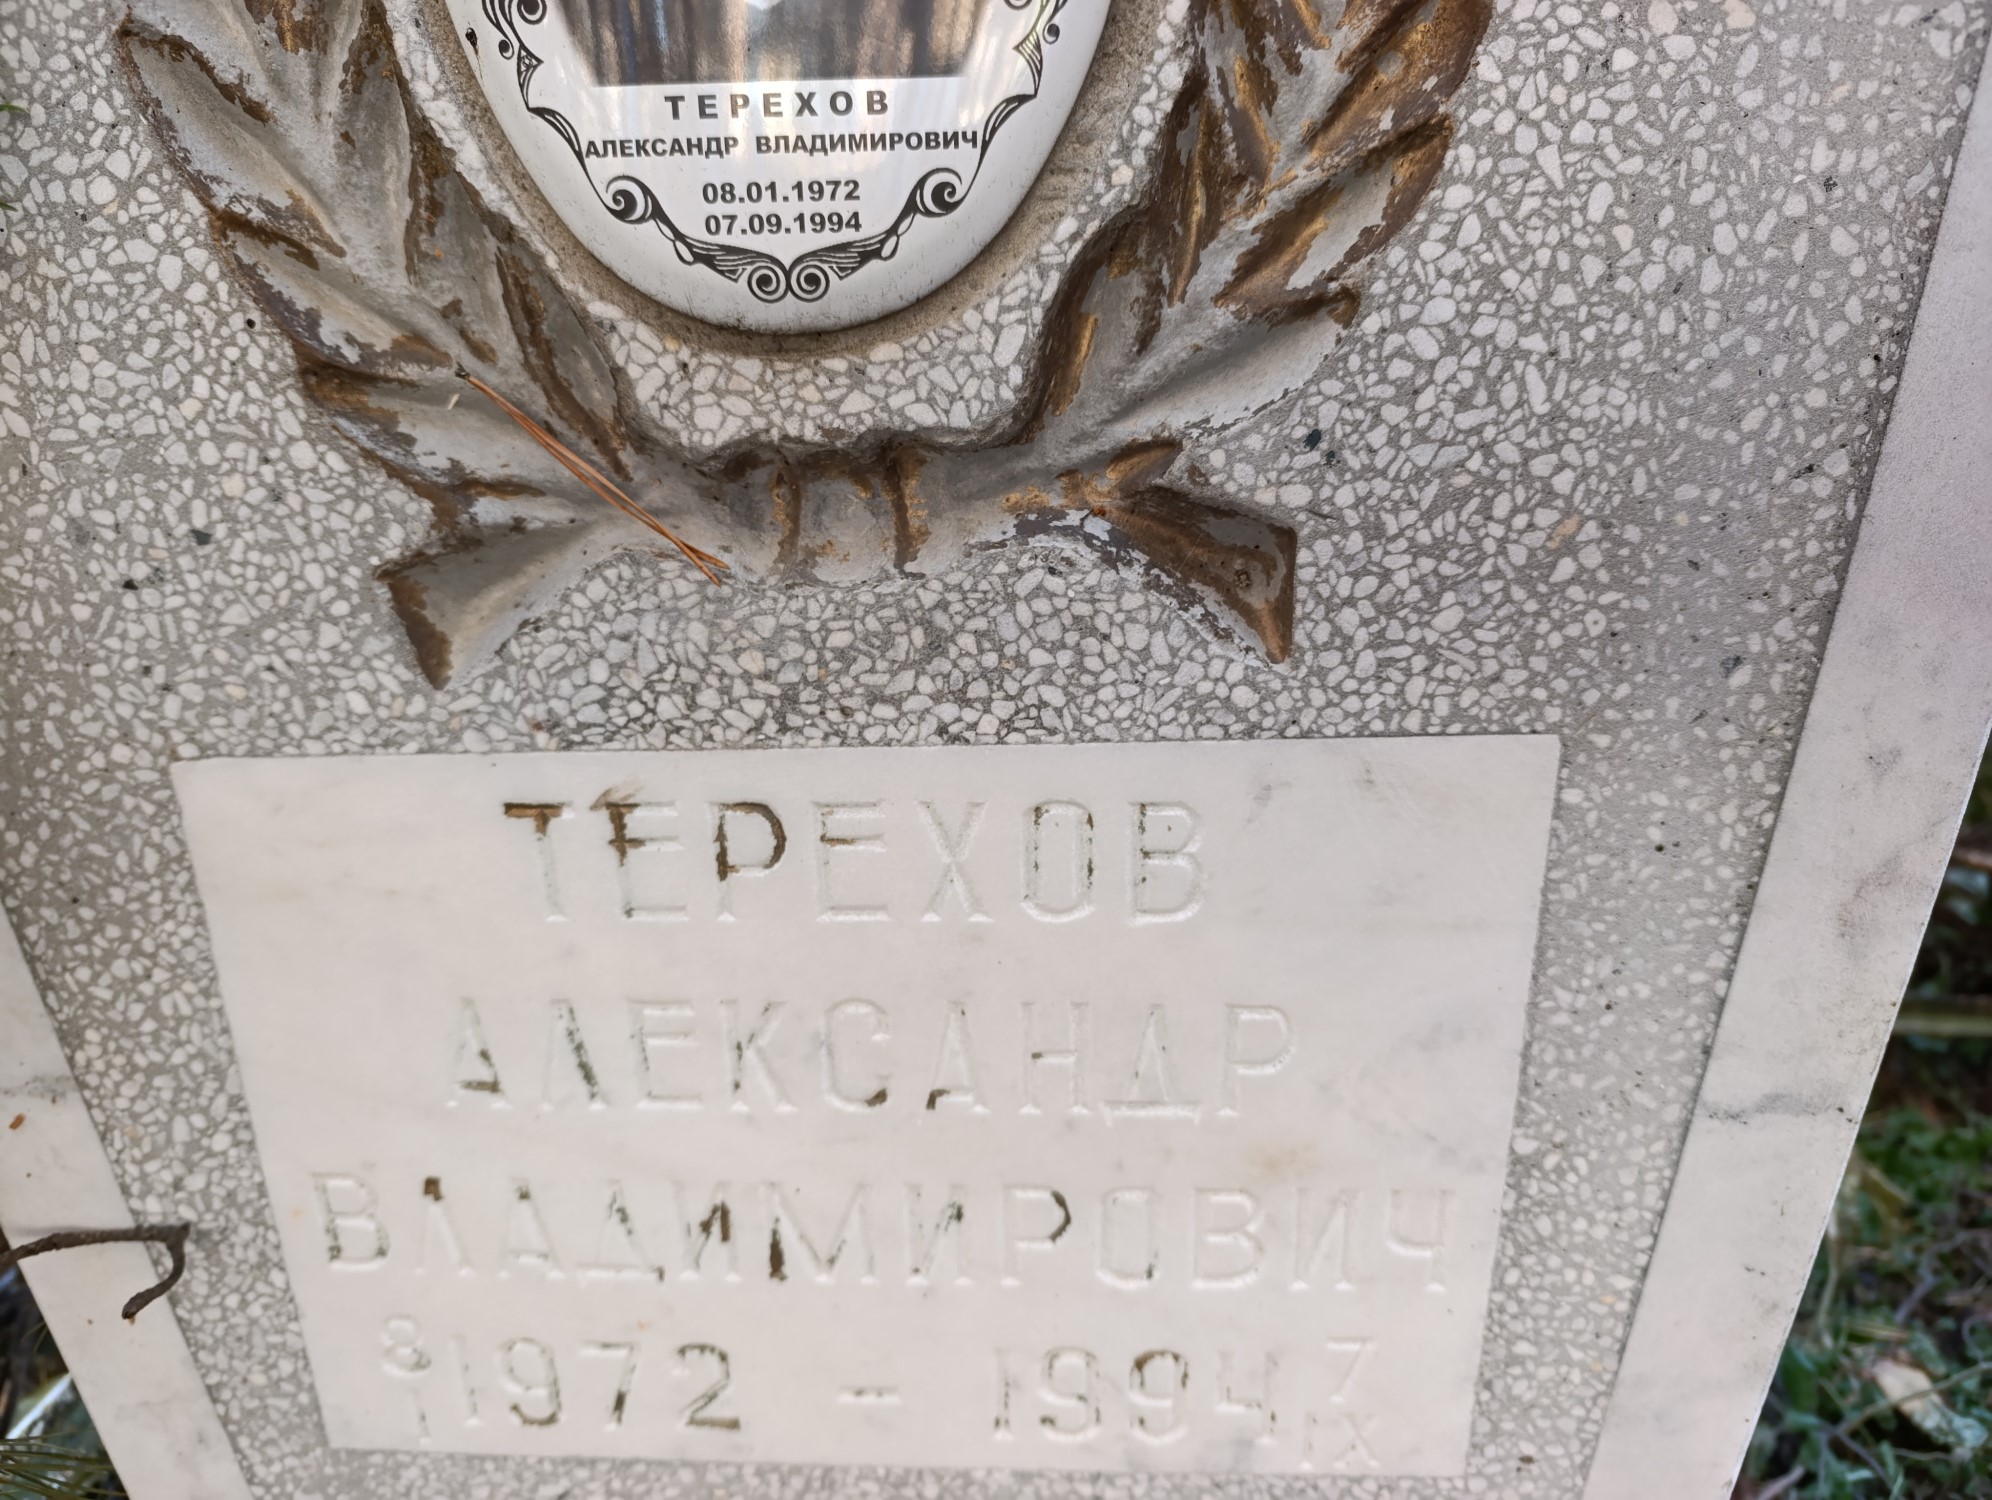 ТЕРЕХОВ
АЛЕКСАНДР ВЛАДИМИРОВИЧ
08.01.1972
07.09.1994
ТЕРЕХОВ
АЛЕКСАНДР
ВЛАДИМИРОВИЧ
8/I 1972 - 1994 7/IX